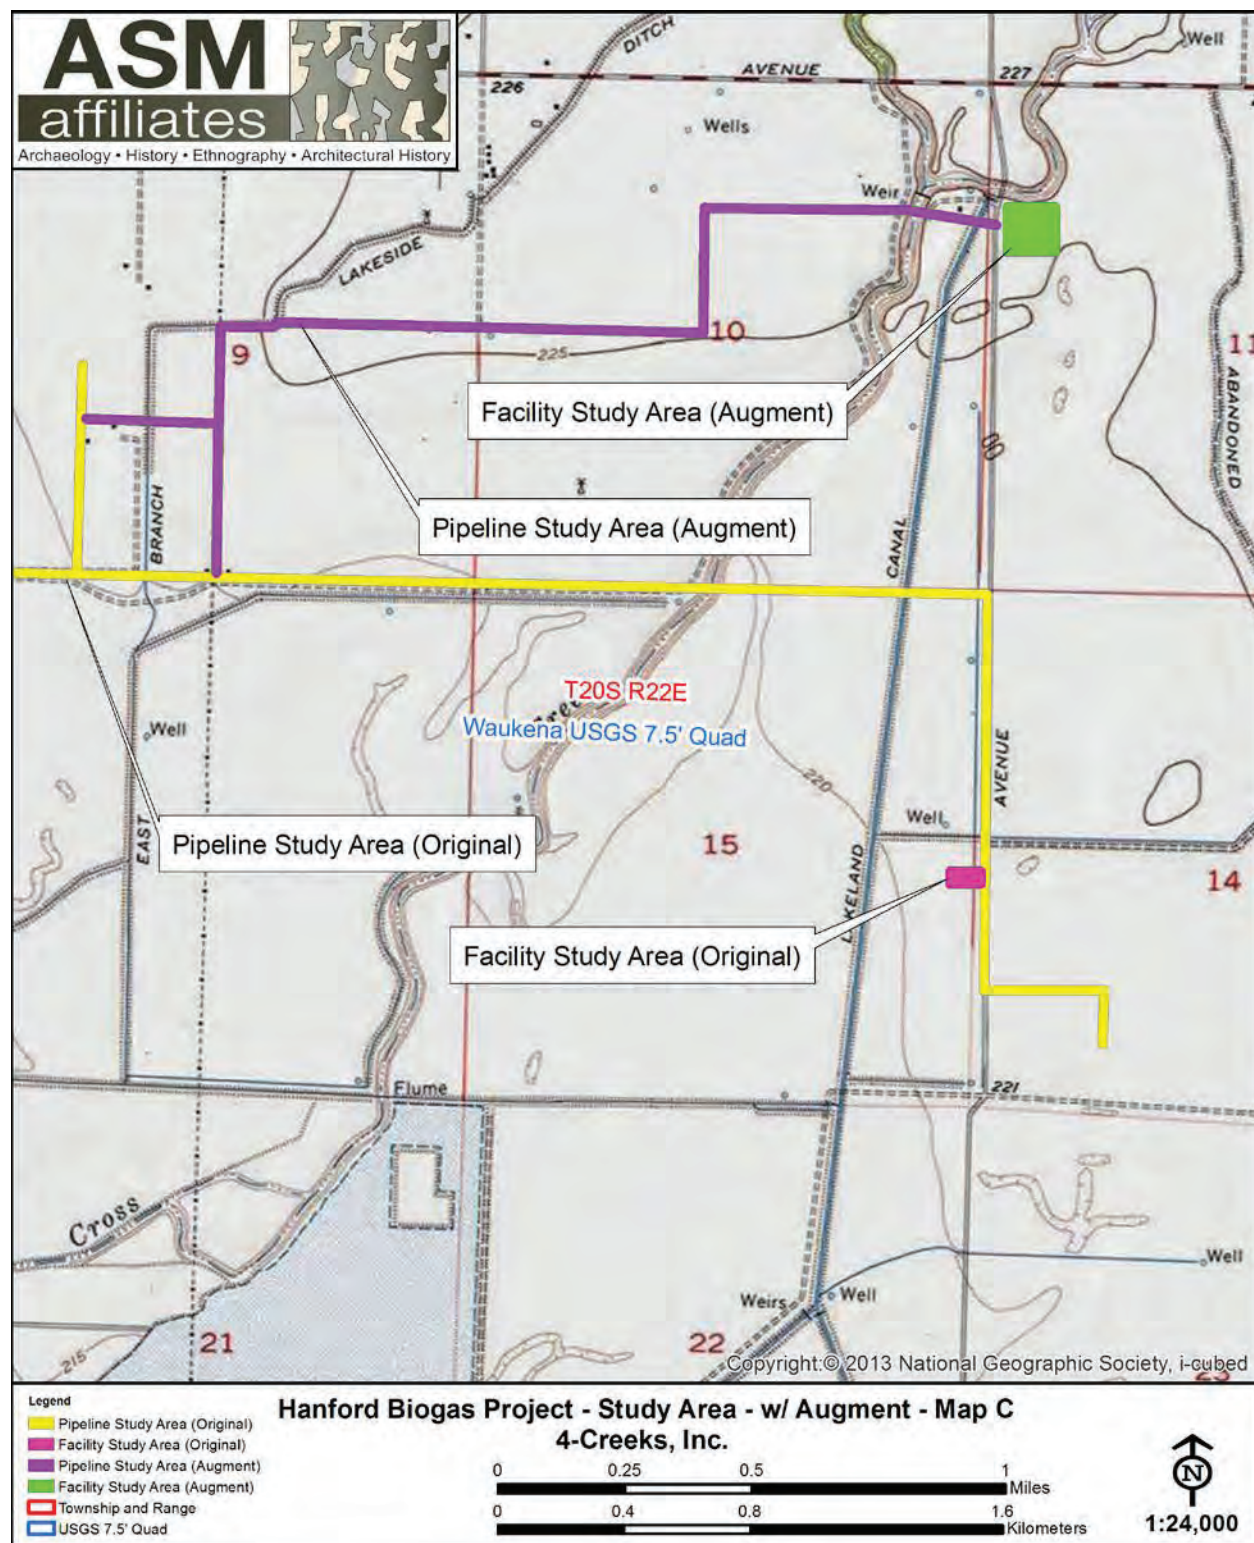 ASM
affiliates
Archaeology • History • Ethnography • Architectural History
DITCH
Well
AVENUE
226
227
Wells
Weir
LAKESIDE
9
10
11
225
ABANDONED
Facility Study Area (Augment)
Pipeline Study Area (Augment)
BRANCH
CANAL
T20S R22E
Waukena USGS 7.5' Quad
Well
220
AVENUE
Well
Pipeline Study Area (Original)
EAST
15
LAKELAND
14
Facility Study Area (Original)
Flume
221
Cross
Well
Weirs
Well
21
22
215
Copyright:© 2013 National Geographic Society, i-cubed
23
Legend
Pipeline Study Area (Original)
Facility Study Area (Original)
Pipeline Study Area (Augment)
Facility Study Area (Augment)
Township and Range
USGS 7.5' Quad
Hanford Biogas Project - Study Area - w/ Augment - Map C
4-Creeks, Inc.
0 0.25 0.5 1
Miles
0 0.4 0.8 1.6
Kilometers
N
1:24,000